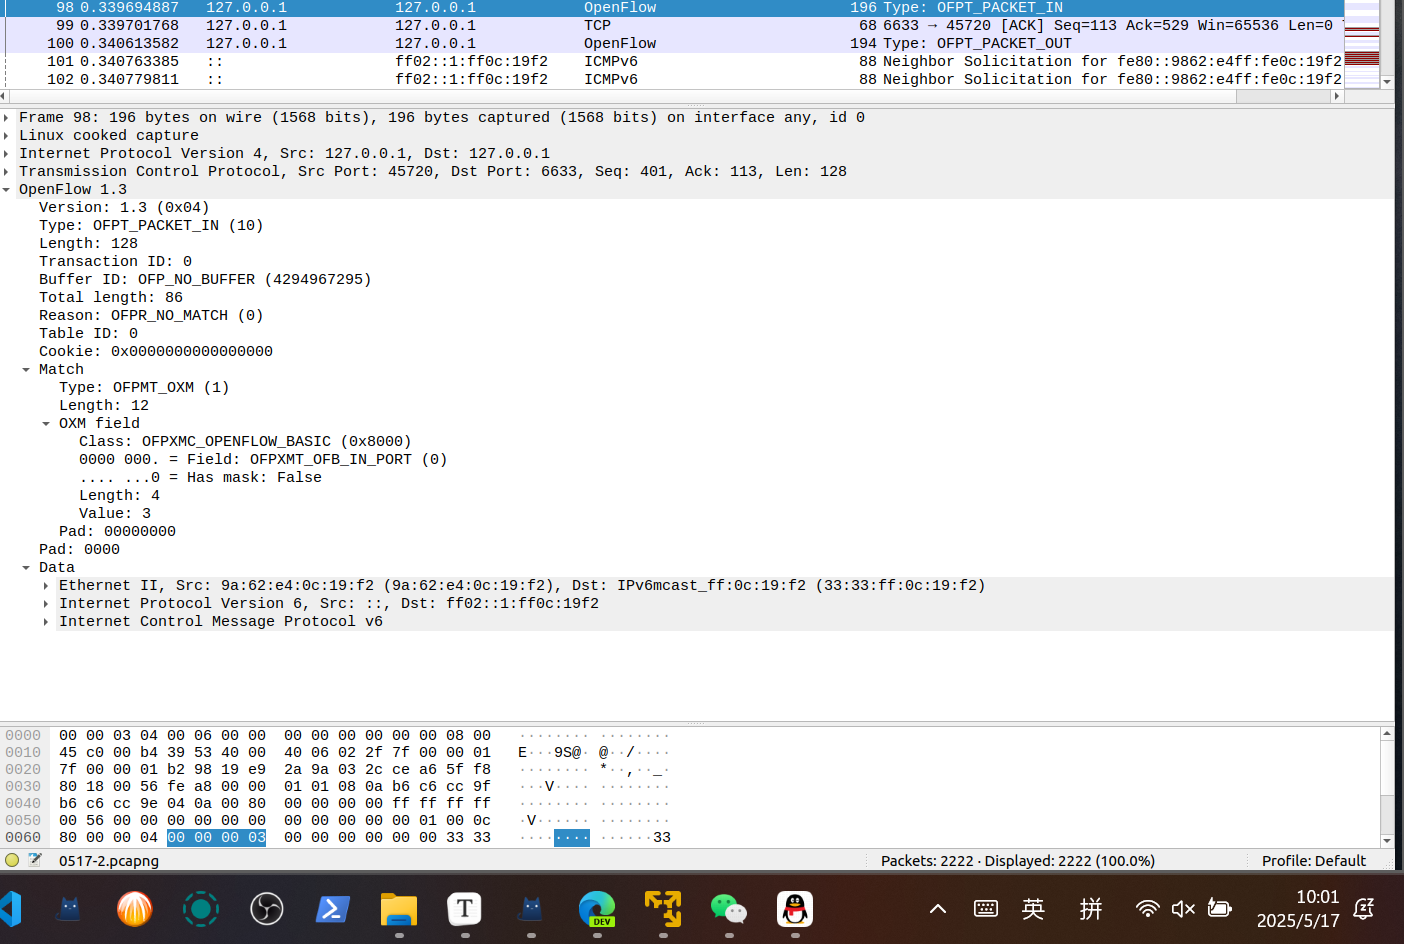 98 0.339694887 127.0.0.1 127.0.0.1 OpenFlow 196 Type: OFPT_PACKET_IN
99 0.339701768 127.0.0.1 127.0.0.1 TCP 68 6633 → 45720 [ACK] Seq=113 Ack=529 Win=65536 Len=0
100 0.340613582 127.0.0.1 127.0.0.1 OpenFlow 194 Type: OFPT_PACKET_OUT
101 0.340763385 :: ff02::1:ff0c:19f2 ICMPv6 88 Neighbor Solicitation for fe80::9862:e4ff:fe0c:19f2
102 0.340779811 :: ff02::1:ff0c:19f2 ICMPv6 88 Neighbor Solicitation for fe80::9862:e4ff:fe0c:19f2
Frame 98: 196 bytes on wire (1568 bits), 196 bytes captured (1568 bits) on interface any, id 0
Linux cooked capture
Internet Protocol Version 4, Src: 127.0.0.1, Dst: 127.0.0.1
Transmission Control Protocol, Src Port: 45720, Dst Port: 6633, Seq: 401, Ack: 113, Len: 128
OpenFlow 1.3
Version: 1.3 (0x04)
Type: OFPT_PACKET_IN (10)
Length: 128
Transaction ID: 0
Buffer ID: OFP_NO_BUFFER (4294967295)
Total length: 86
Reason: OFPR_NO_MATCH (0)
Table ID: 0
Cookie: 0x0000000000000000
Match
Type: OFPMT_OXM (1)
Length: 12
OXM field
Class: OFPXMC_OPENFLOW_BASIC (0x8000)
0000 000. = Field: OFPXMT_OFB_IN_PORT (0)
.... ...0 = Has mask: False
Length: 4
Value: 3
Pad: 00000000
Pad: 0000
Data
Ethernet II, Src: 9a:62:e4:0c:19:f2 (9a:62:e4:0c:19:f2), Dst: IPv6mcast_ff:0c:19:f2 (33:33:ff:0c:19:f2)
Internet Protocol Version 6, Src: ::, Dst: ff02::1:ff0c:19f2
Internet Control Message Protocol v6
0000 00 00 03 04 00 06 00 00 00 00 00 00 00 00 08 00 ········ ········
0010 45 c0 00 b4 39 53 40 00 40 06 02 2f 7f 00 00 01 E···9S@· @··/····
0020 7f 00 00 01 b2 98 19 e9 2a 9a 03 2c ce a6 5f f8 ········ *··,··_·
0030 80 18 00 56 fe a8 00 00 01 01 08 0a b6 c6 cc 9f ···V···· ········
0040 b6 c6 cc 9e 04 0a 00 80 00 00 00 00 ff ff ff ff ········ ········
0050 00 56 00 00 00 00 00 00 00 00 00 00 00 01 00 0c ·V······ ········
0060 80 00 00 04 00 00 00 03 00 00 00 00 00 00 33 33 ········ ······33
0517-2.pcapng Packets: 2222 · Displayed: 2222 (100.0%) Profile: Default
T
DEV
英
拼
10:01
2025/5/17